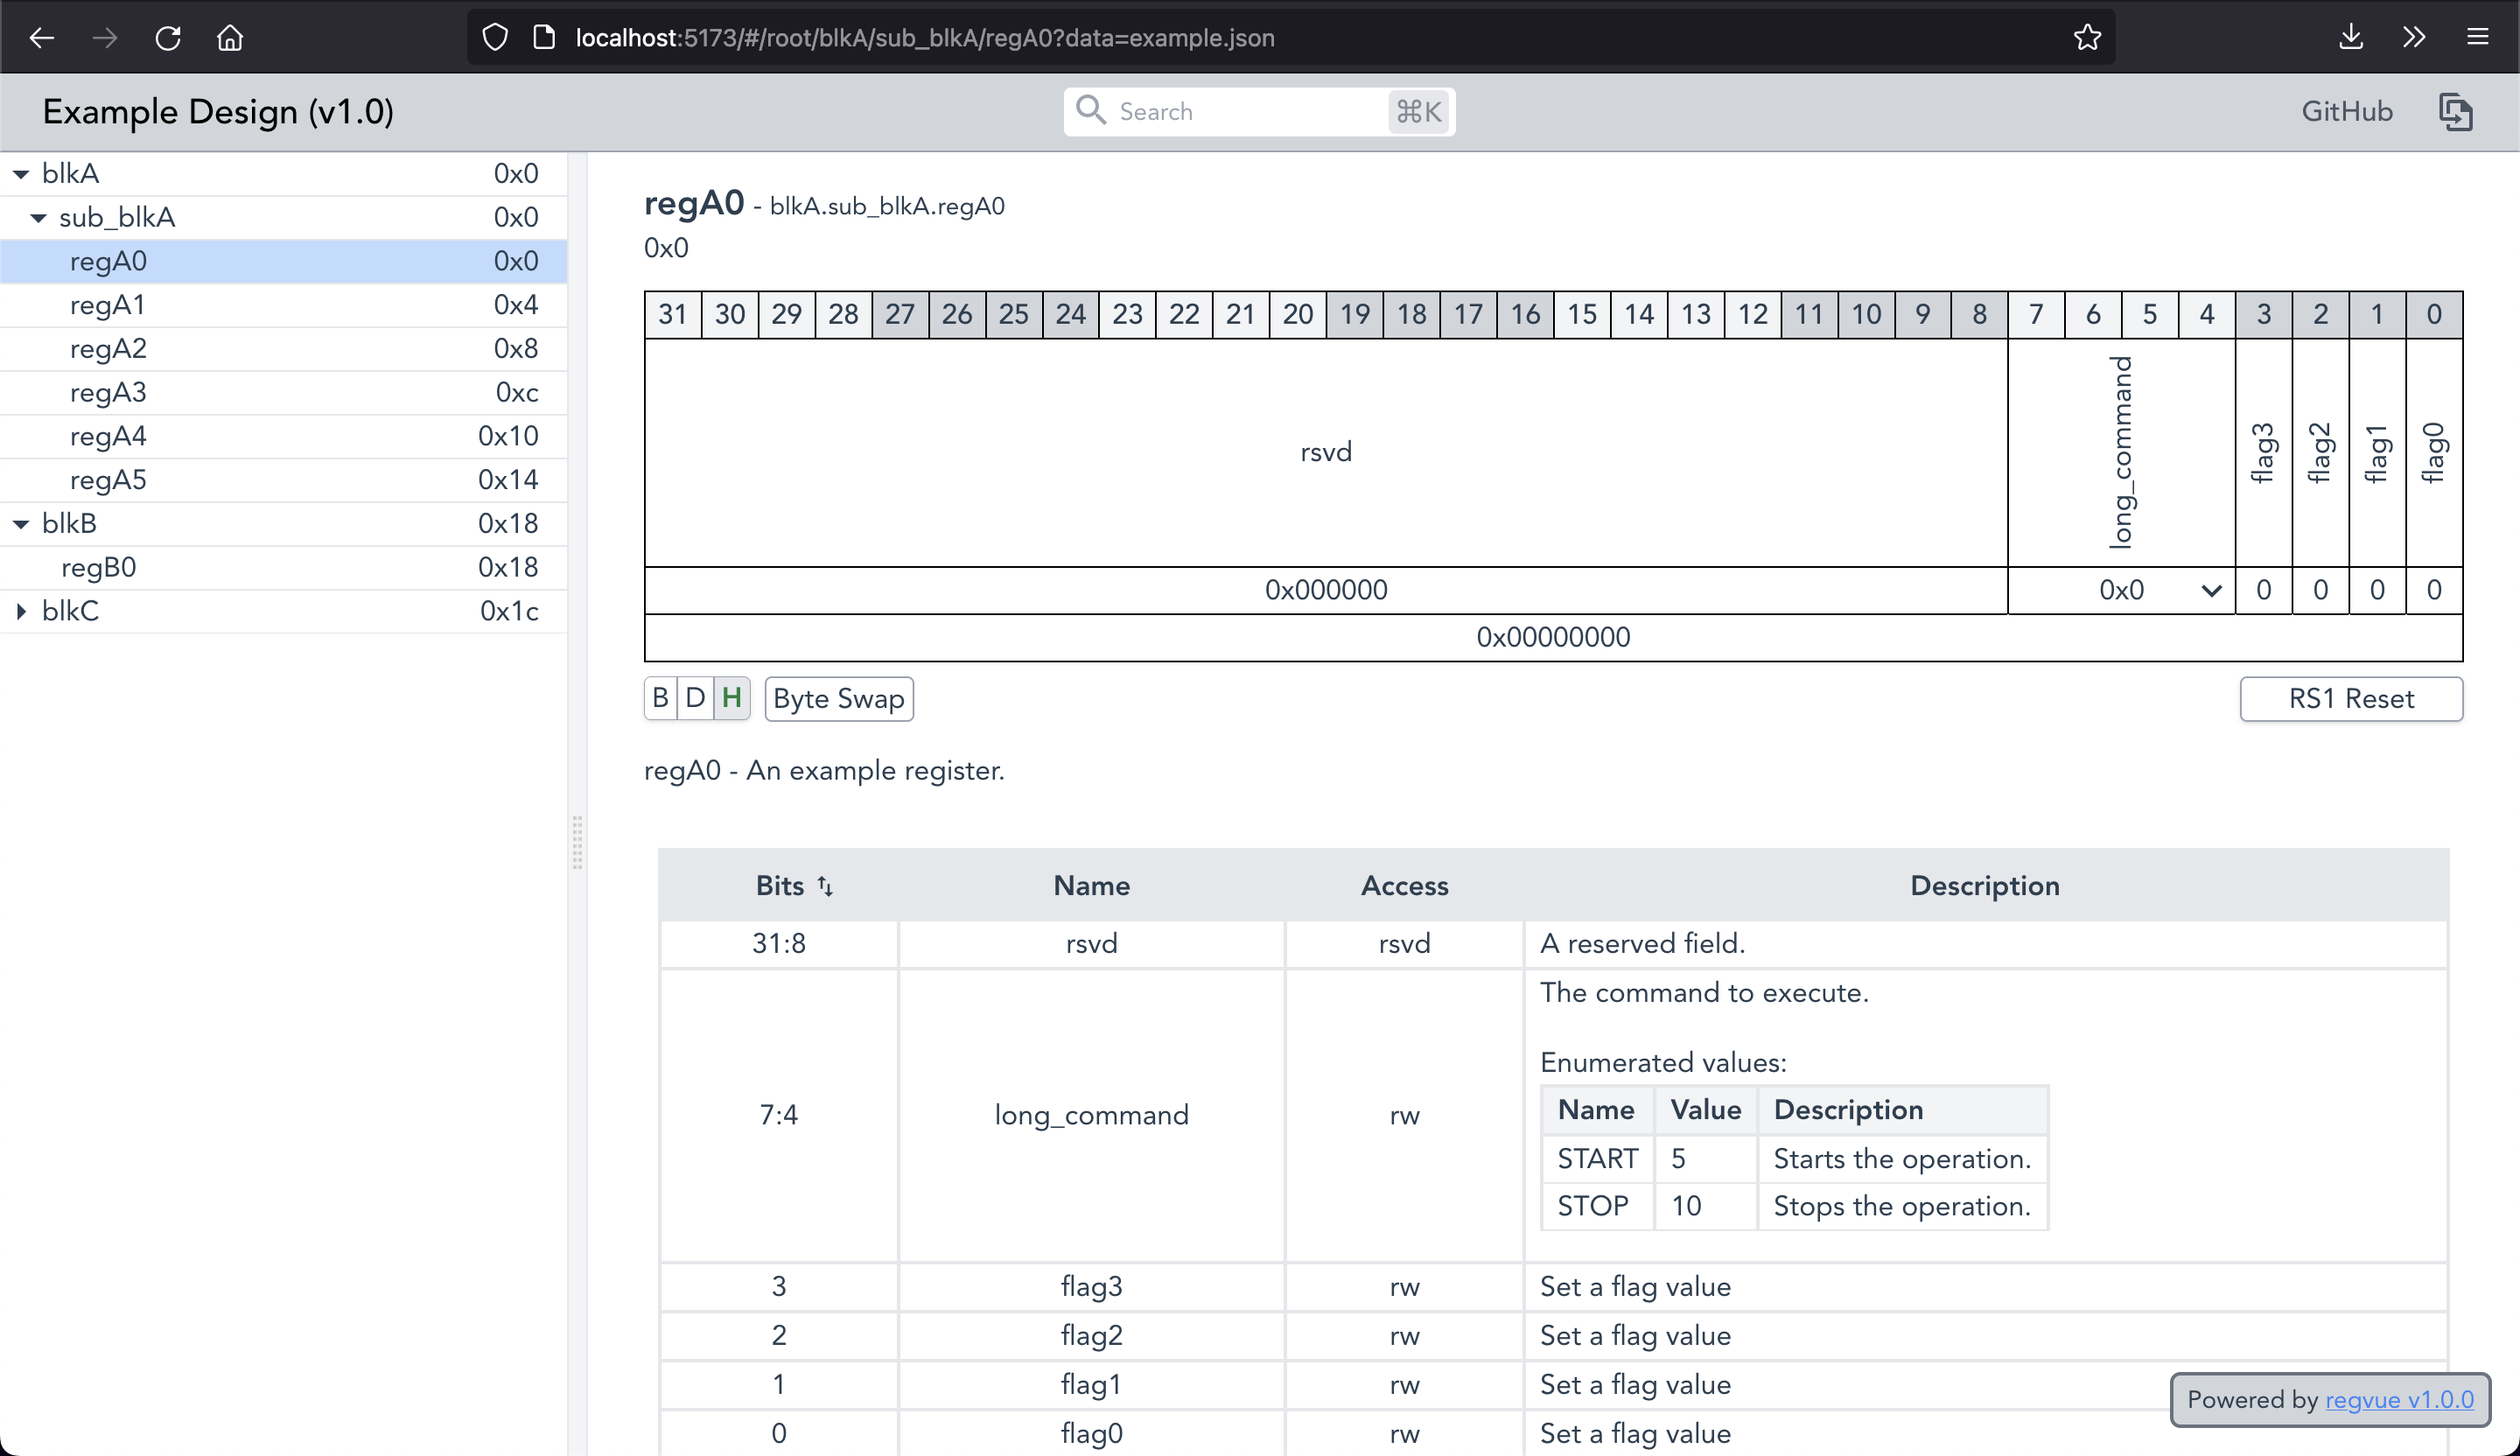 localhost:5173/#/root/blkA/sub_blkA/regA0?data=example.json
Example Design (v1.0)
Search ⌘K
GitHub
blkA 0x0
sub_blkA 0x0
regA0 0x0
regA1 0x4
regA2 0x8
regA3 0xc
regA4 0x10
regA5 0x14
blkB 0x18
regB0 0x18
blkC 0x1c
regA0 - blkA.sub_blkA.regA0
0x0
31 30 29 28 27 26 25 24 23 22 21 20 19 18 17 16 15 14 13 12 11 10 9 8 7 6 5 4 3 2 1 0
rsvd long_command flag3 flag2 flag1 flag0
0x000000 0x0 0 0 0 0
0x00000000
B D H Byte Swap RS1 Reset
regA0 - An example register.
Bits Name Access Description
31:8 rsvd rsvd A reserved field.
7:4 long_command rw The command to execute.
Enumerated values:
Name Value Description
START 5 Starts the operation.
STOP 10 Stops the operation.
3 flag3 rw Set a flag value
2 flag2 rw Set a flag value
1 flag1 rw Set a flag value
0 flag0 rw Set a flag value
Powered by regvue v1.0.0